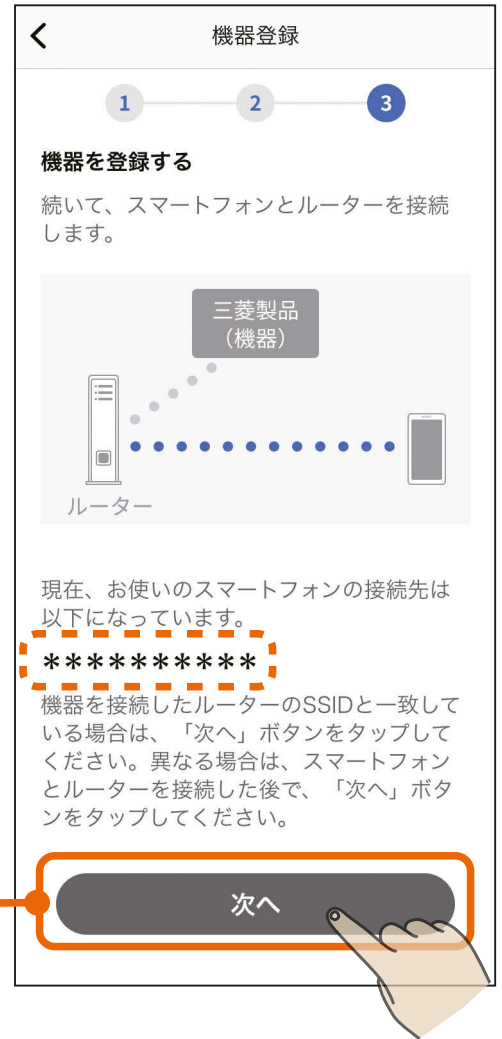 機器登録
1 2 3
機器を登録する
続いて、スマートフォンとルーターを接続
します。
三菱製品
（機器）
ルーター
現在、お使いのスマートフォンの接続先は
以下になっています。
**********
機器を接続したルーターのSSIDと一致して
いる場合は、「次へ」ボタンをタップして
ください。異なる場合は、スマートフォン
とルーターを接続した後で、「次へ」ボタ
ンをタップしてください。
次へ